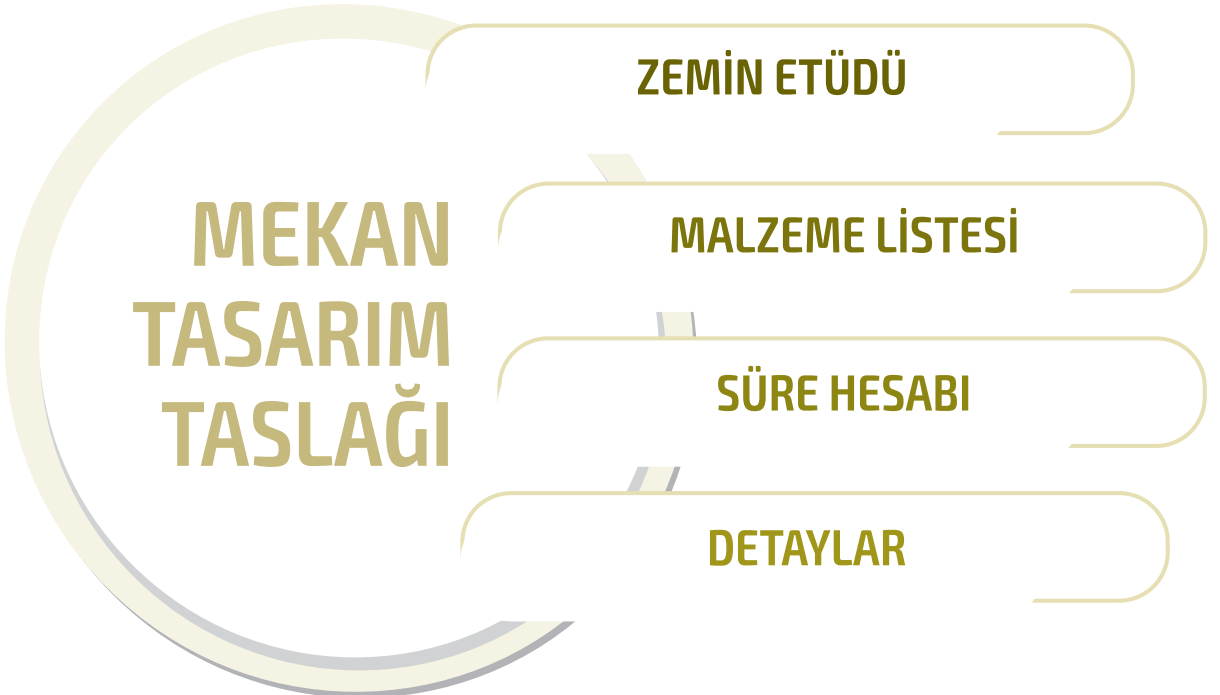 MEKAN
TASARIM
TASLAĞI
ZEMİN ETÜDÜ
MALZEME LİSTESİ
SÜRE HESABI
DETAYLAR